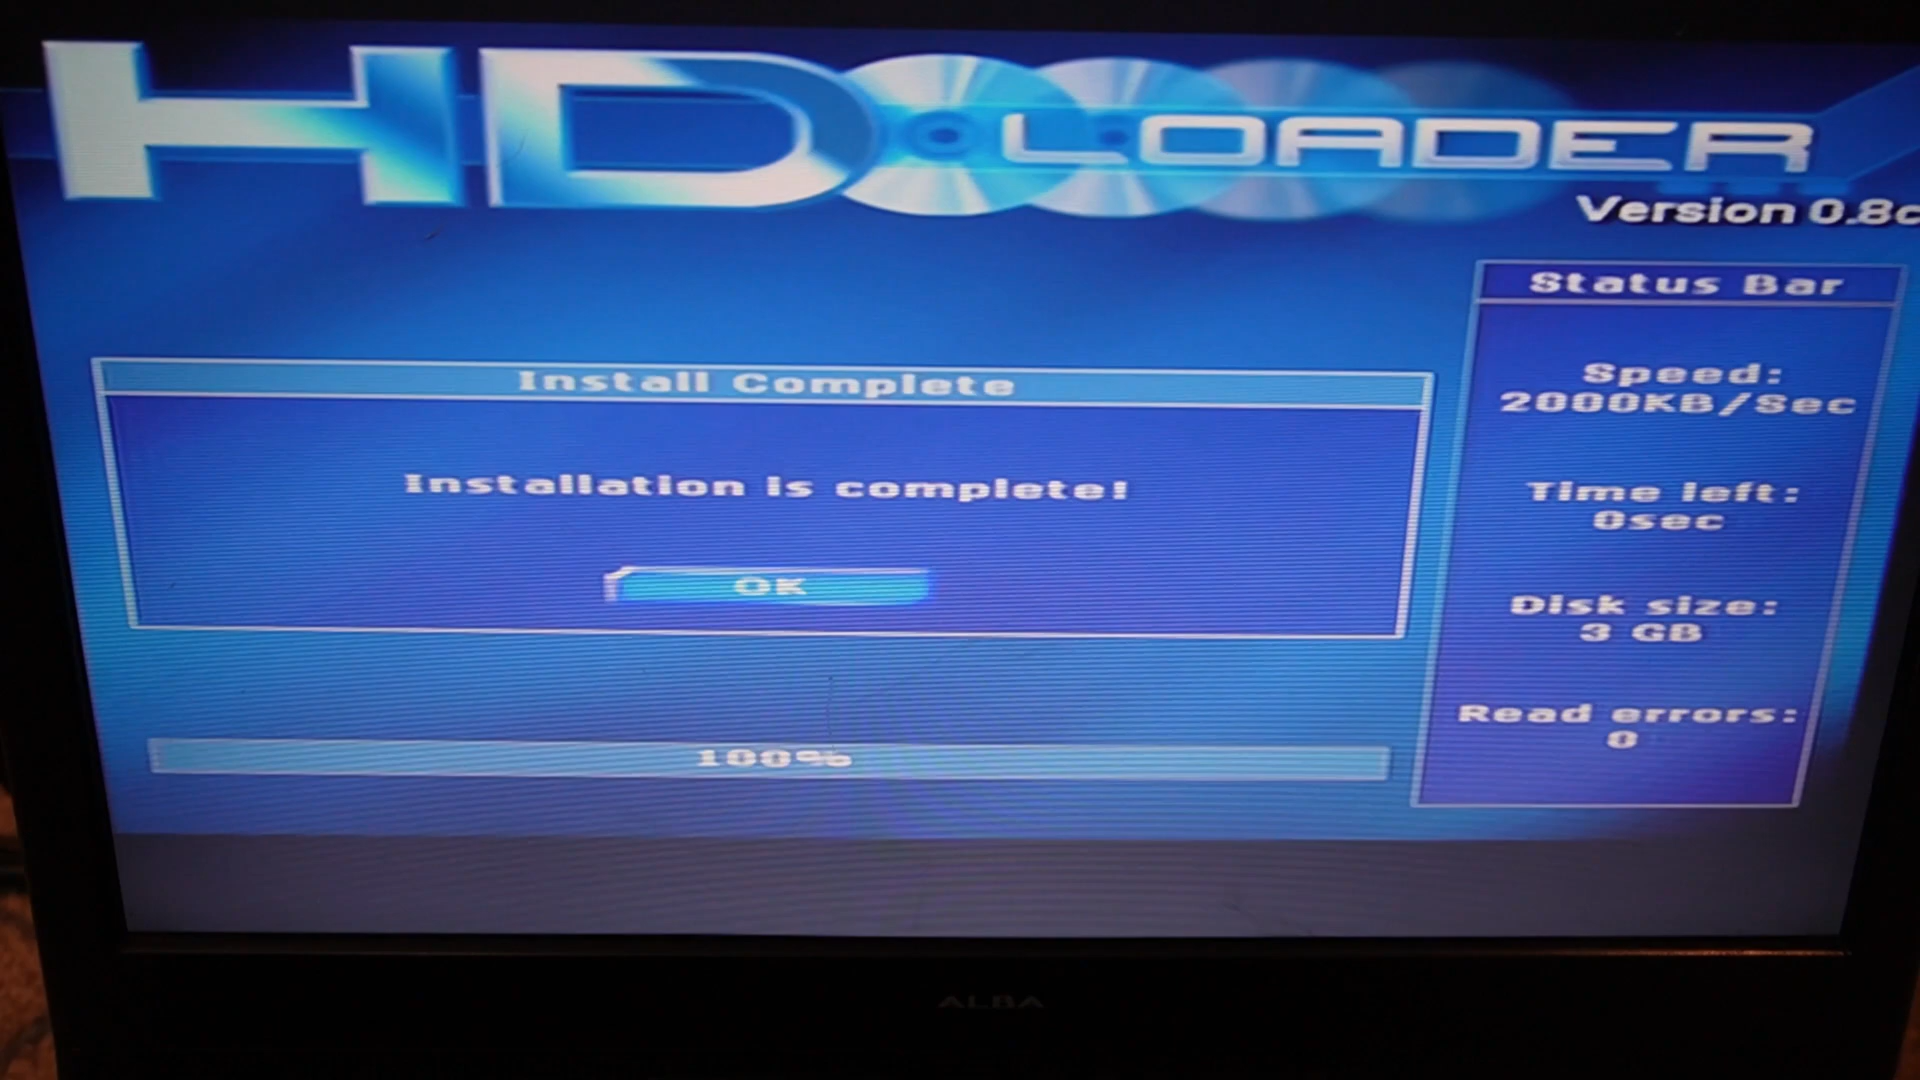 HD LOADER
Version 0.8c
Status Bar
Install Complete
Speed:
2000KB/Sec
Installation is complete!
Time left:
0sec
OK
Disk size:
3 GB
Read errors:
0
100%
ALBA